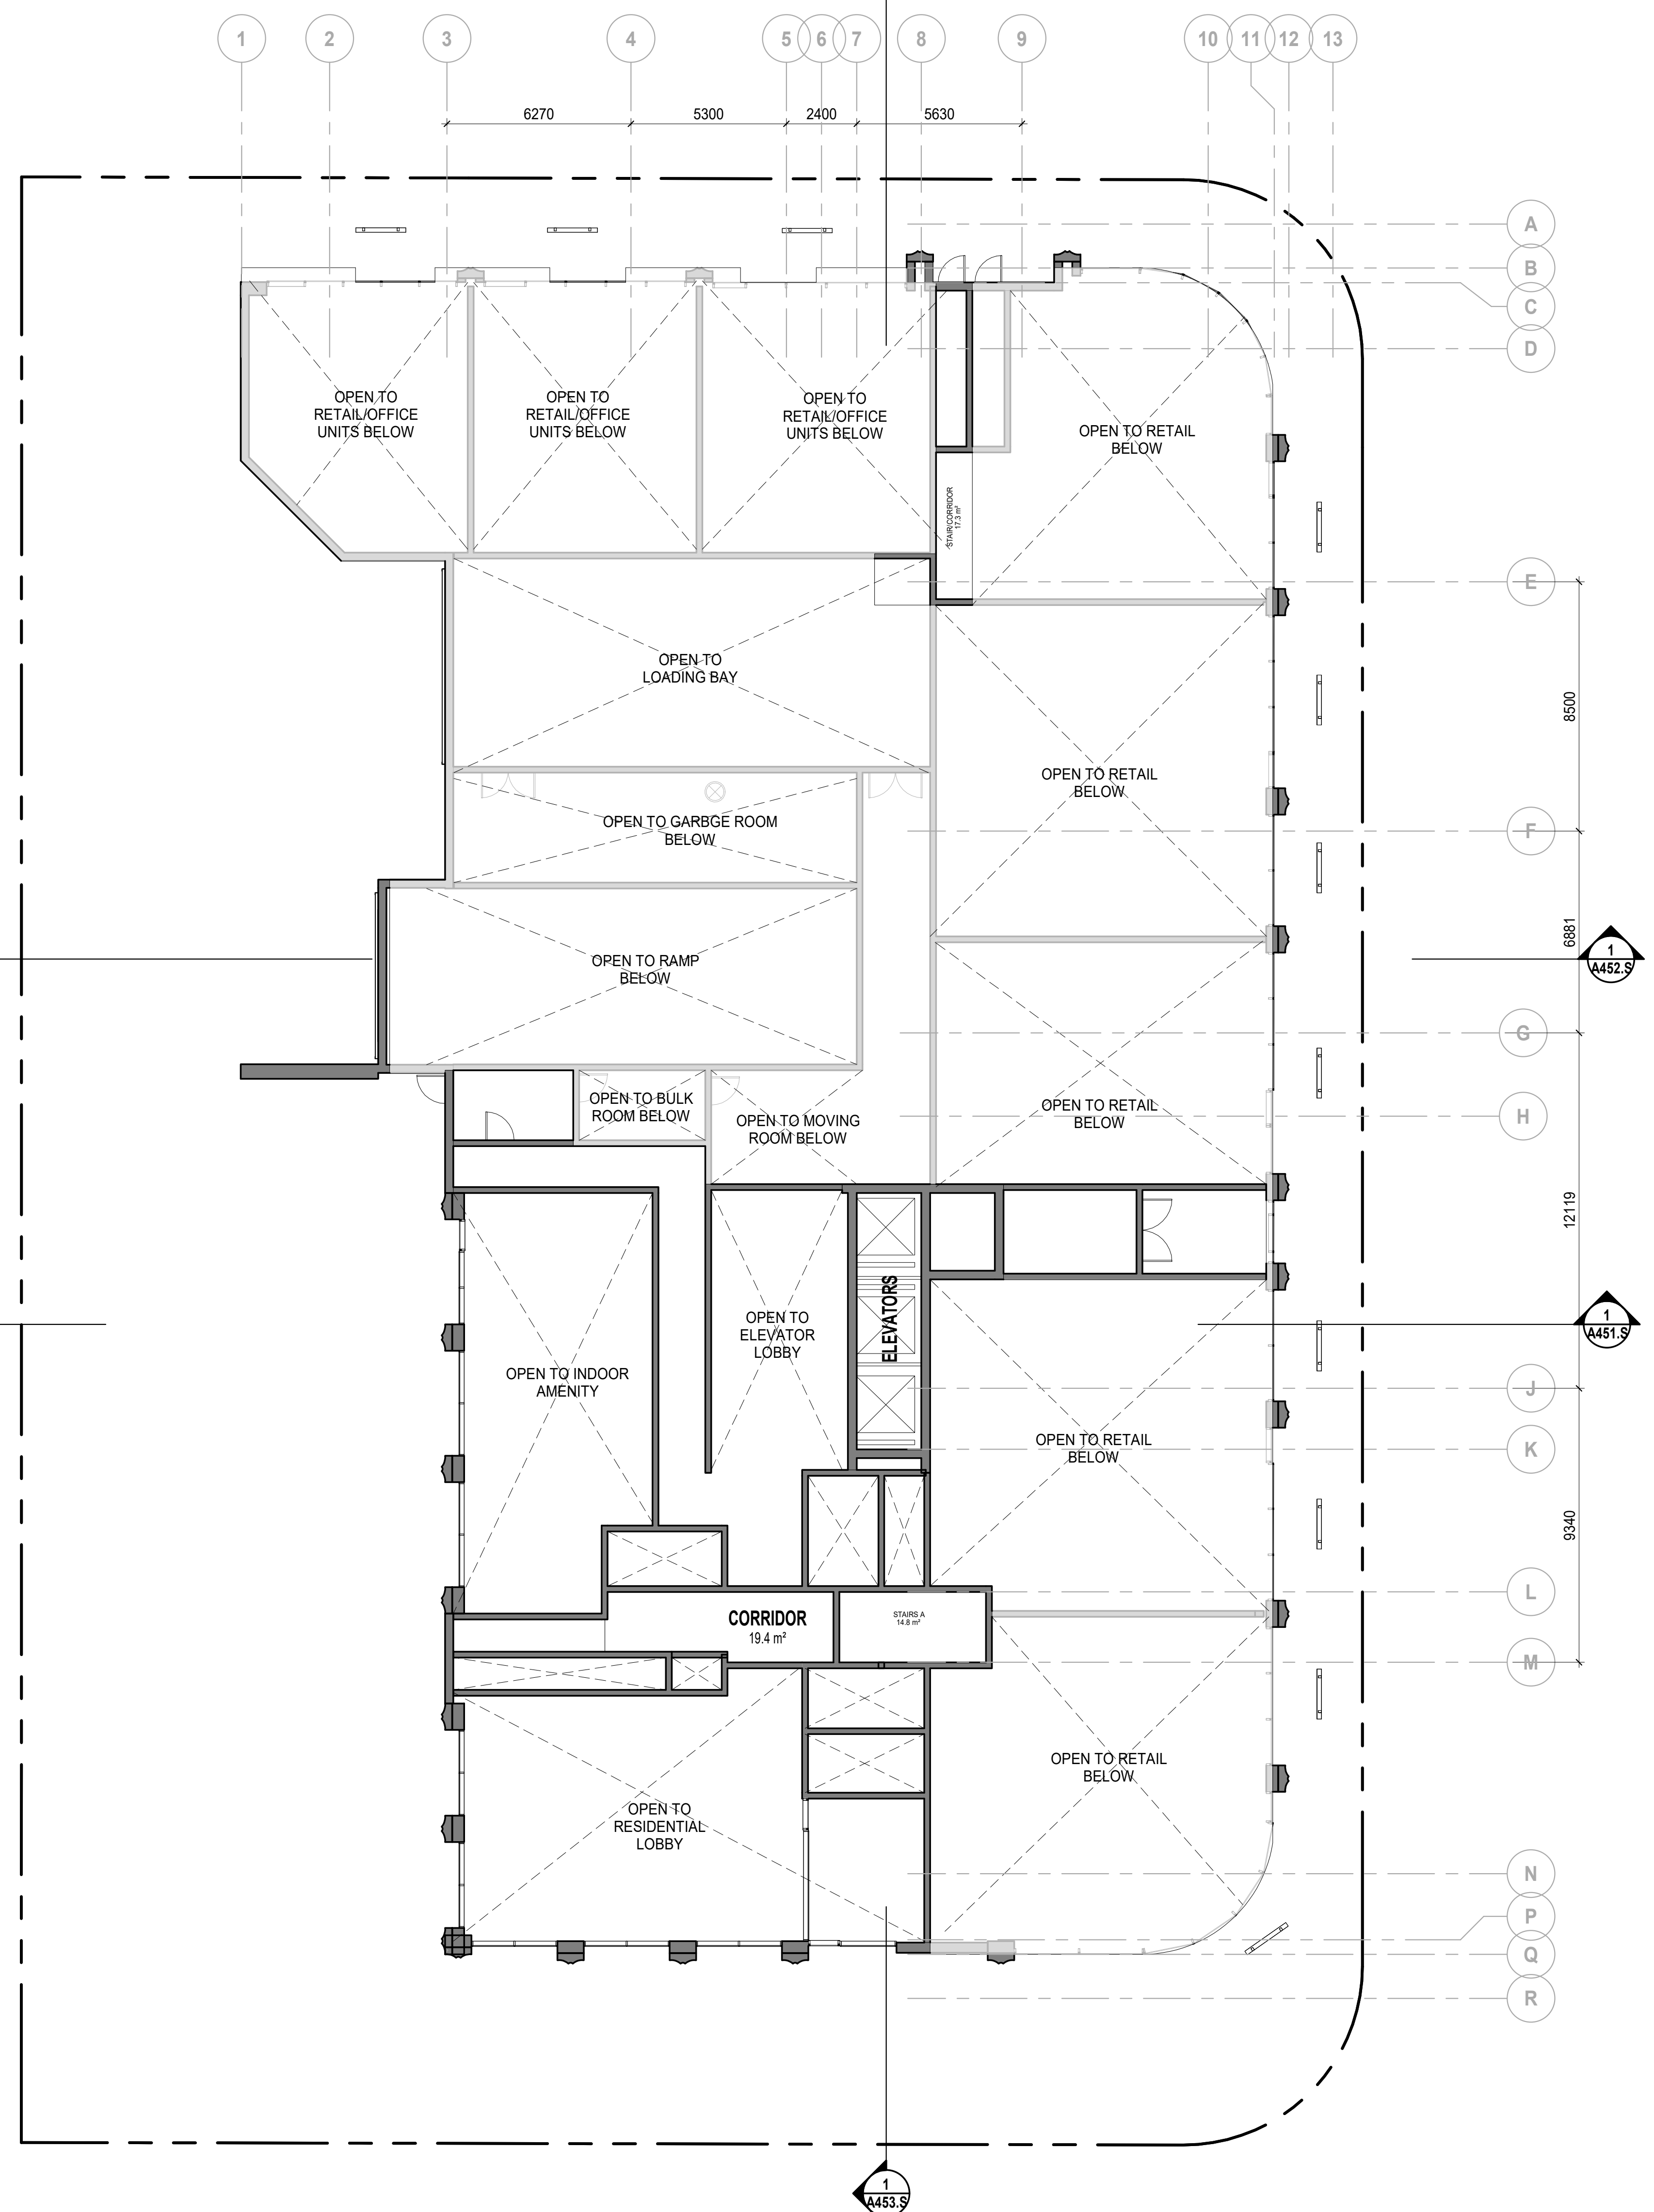 1
2
3
4
5
6
7
8
9
10
11
12
13
6270
5300
2400
5630
A
B
C
D
E
F
G
H
J
K
L
M
N
P
Q
R
8500
6881
12119
9340
OPEN TO
RETAIL/OFFICE
UNITS BELOW
OPEN TO
RETAIL/OFFICE
UNITS BELOW
OPEN TO
RETAIL/OFFICE
UNITS BELOW
OPEN TO RETAIL
BELOW
STAIR/CORRIDOR
17.3 m²
OPEN TO
LOADING BAY
OPEN TO RETAIL
BELOW
OPEN TO GARBGE ROOM
BELOW
OPEN TO RAMP
BELOW
1
A452.S
OPEN TO BULK
ROOM BELOW
OPEN TO MOVING
ROOM BELOW
OPEN TO RETAIL
BELOW
OPEN TO
ELEVATOR
LOBBY
ELEVATORS
1
A451.S
OPEN TO INDOOR
AMENITY
OPEN TO RETAIL
BELOW
CORRIDOR
19.4 m²
STAIRS A
14.8 m²
OPEN TO RETAIL
BELOW
OPEN TO
RESIDENTIAL
LOBBY
1
A453.S